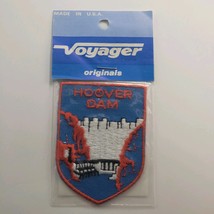 MADE IN U.S.A.
Voyager
originals
HOOVER
DAM